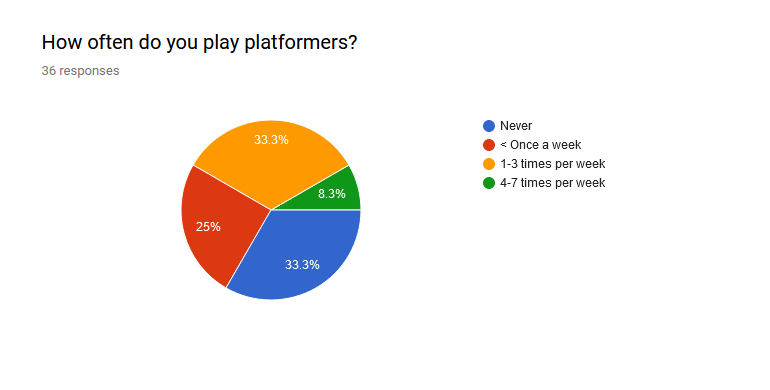 How often do you play platformers?
36 responses
33.3%
8.3%
25%
33.3%
Never
< Once a week
1-3 times per week
4-7 times per week